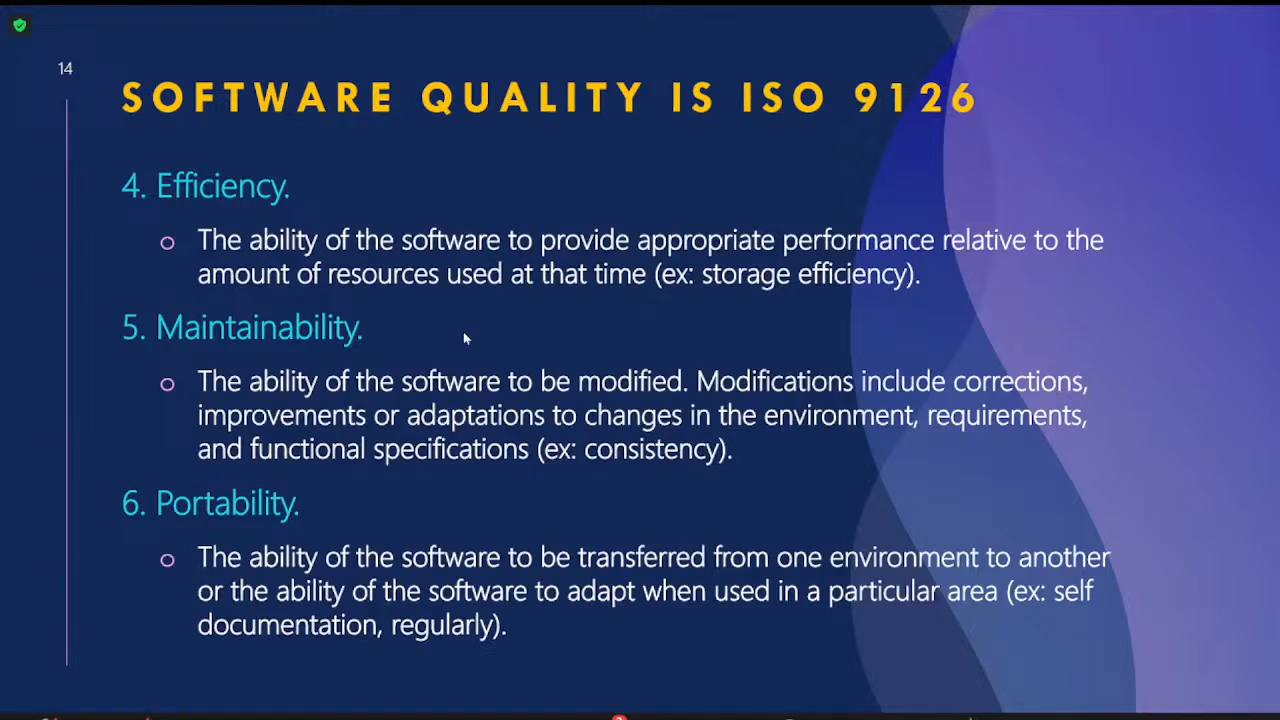 14
SOFTWARE QUALITY IS ISO 9126
4. Efficiency.
The ability of the software to provide appropriate performance relative to the
amount of resources used at that time (ex: storage efficiency).
5. Maintainability.
The ability of the software to be modified. Modifications include corrections,
improvements or adaptations to changes in the environment, requirements,
and functional specifications (ex: consistency).
6. Portability.
The ability of the software to be transferred from one environment to another
or the ability of the software to adapt when used in a particular area (ex: self
documentation, regularly).